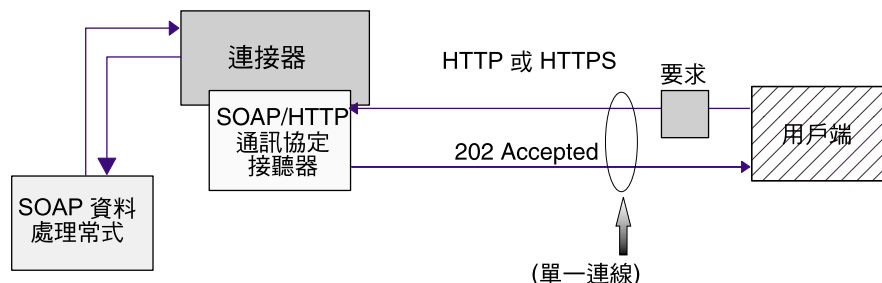 連接器
HTTP 或 HTTPS
要求
SOAP/HTTP
通訊協定
接聽器
用戶端
202 Accepted
SOAP 資料
處理常式
(單一連線)